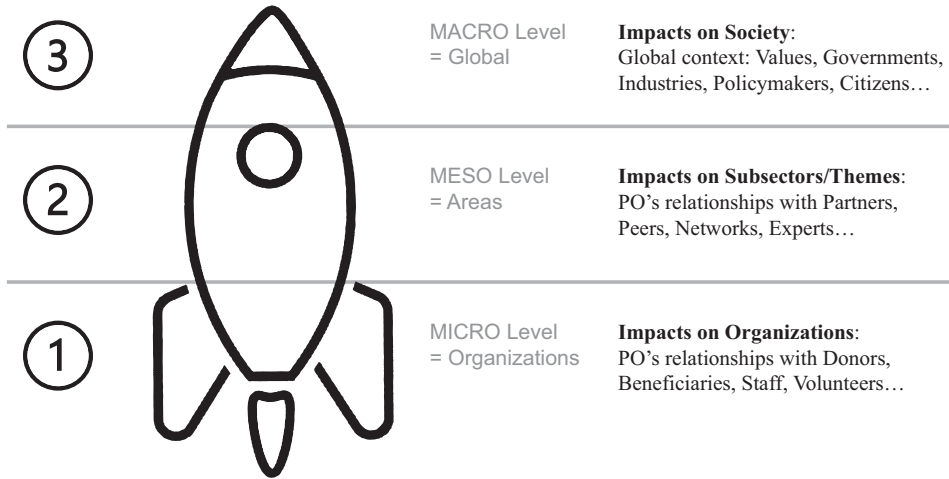 3
MACRO Level
= Global
Impacts on Society:
Global context: Values, Governments,
Industries, Policymakers, Citizens…
2
MESO Level
= Areas
Impacts on Subsectors/Themes:
PO’s relationships with Partners,
Peers, Networks, Experts…
1
MICRO Level
= Organizations
Impacts on Organizations:
PO’s relationships with Donors,
Beneficiaries, Staff, Volunteers…